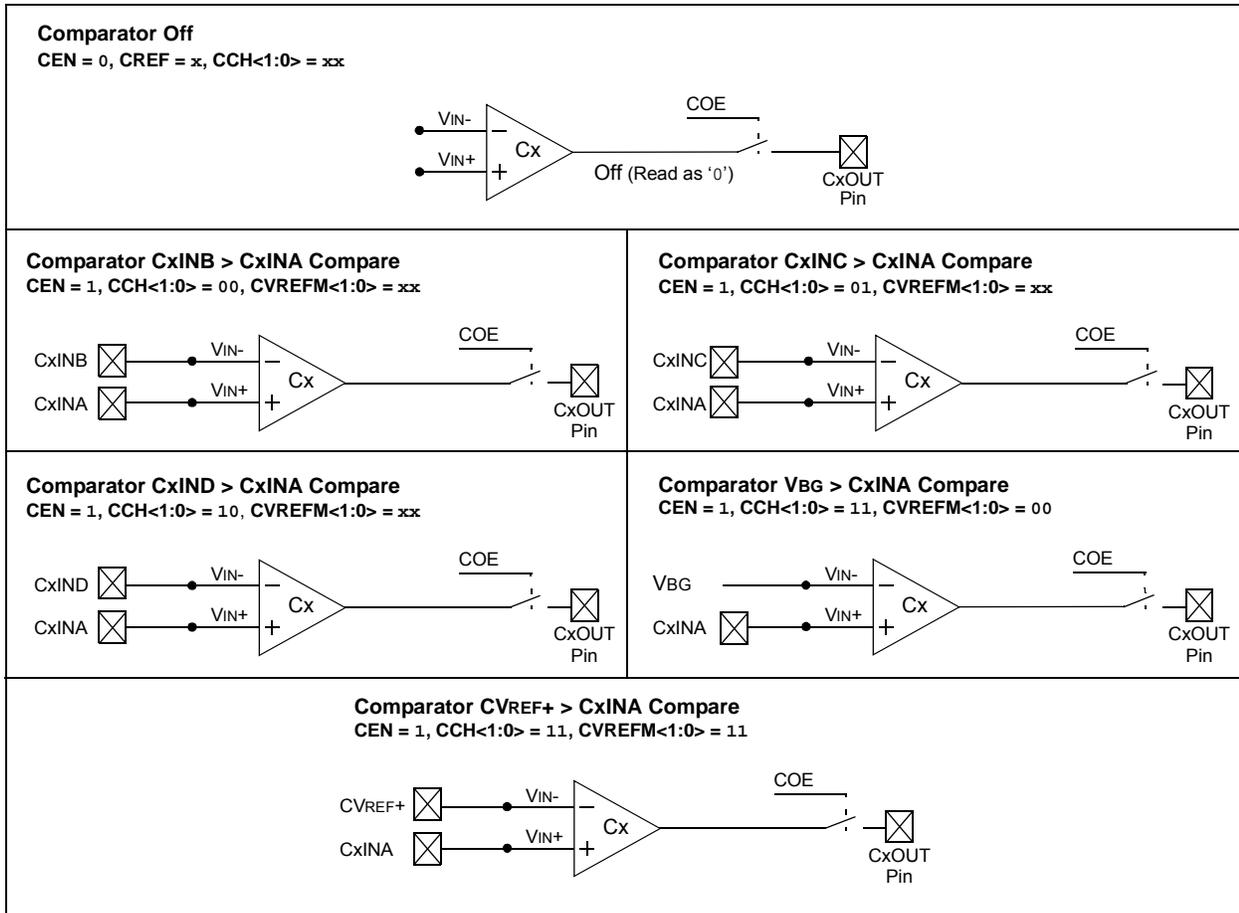 Comparator Off
CEN = 0, CREF = x, CCH<1:0> = xx
COE
VIN-
−
Cx
VIN+
+
Off (Read as ‘0’)
CxOUT
Pin
Comparator CxINB > CxINA Compare
CEN = 1, CCH<1:0> = 00, CVREFM<1:0> = xx
COE
CxINB
VIN-
−
Cx
CxINA
VIN+
+
CxOUT
Pin
Comparator CxINC > CxINA Compare
CEN = 1, CCH<1:0> = 01, CVREFM<1:0> = xx
COE
CxINC
VIN-
−
Cx
CxINA
VIN+
+
CxOUT
Pin
Comparator CxIND > CxINA Compare
CEN = 1, CCH<1:0> = 10, CVREFM<1:0> = xx
COE
CxIND
VIN-
−
Cx
CxINA
VIN+
+
CxOUT
Pin
Comparator VBG > CxINA Compare
CEN = 1, CCH<1:0> = 11, CVREFM<1:0> = 00
COE
VBG
VIN-
−
Cx
CxINA
VIN+
+
CxOUT
Pin
Comparator CVREF+ > CxINA Compare
CEN = 1, CCH<1:0> = 11, CVREFM<1:0> = 11
COE
CVREF+
VIN-
−
Cx
CxINA
VIN+
+
CxOUT
Pin